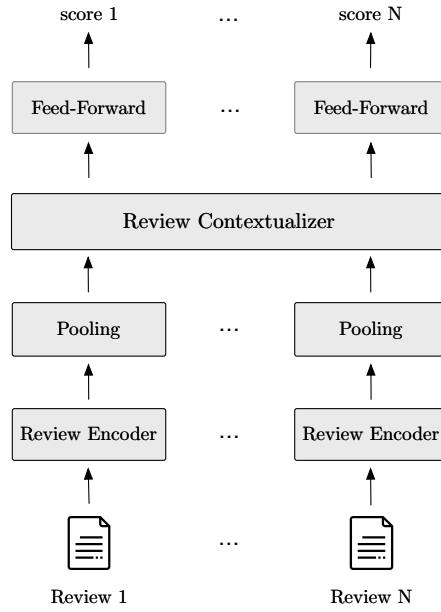 score 1 ... score N
Feed-Forward ... Feed-Forward
Review Contextualizer
Pooling ... Pooling
Review Encoder ... Review Encoder
...
Review 1 Review N